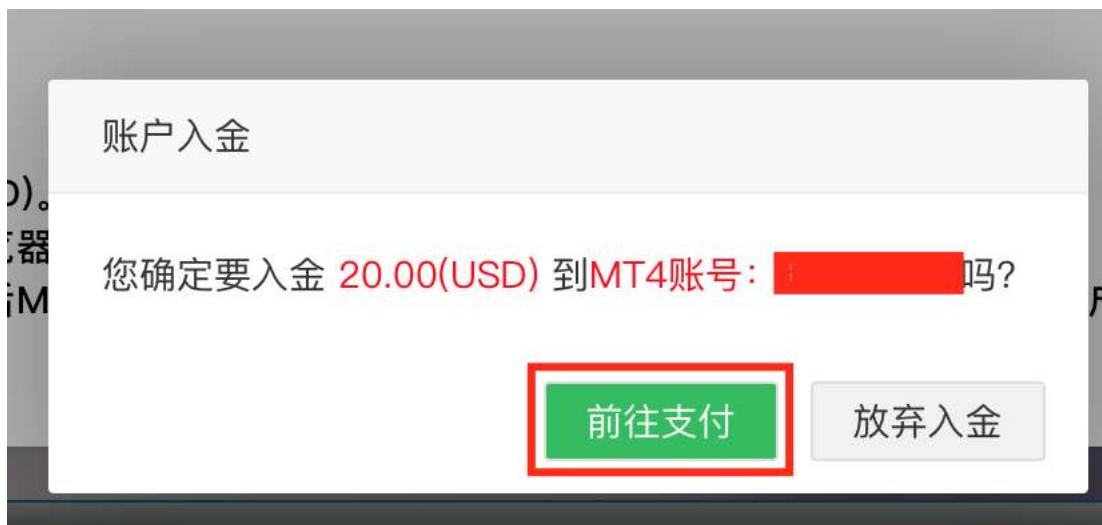 账户入金
D)。
器
您确定要入金 20.00(USD) 到MT4账号： 吗?
M
前往支付
放弃入金